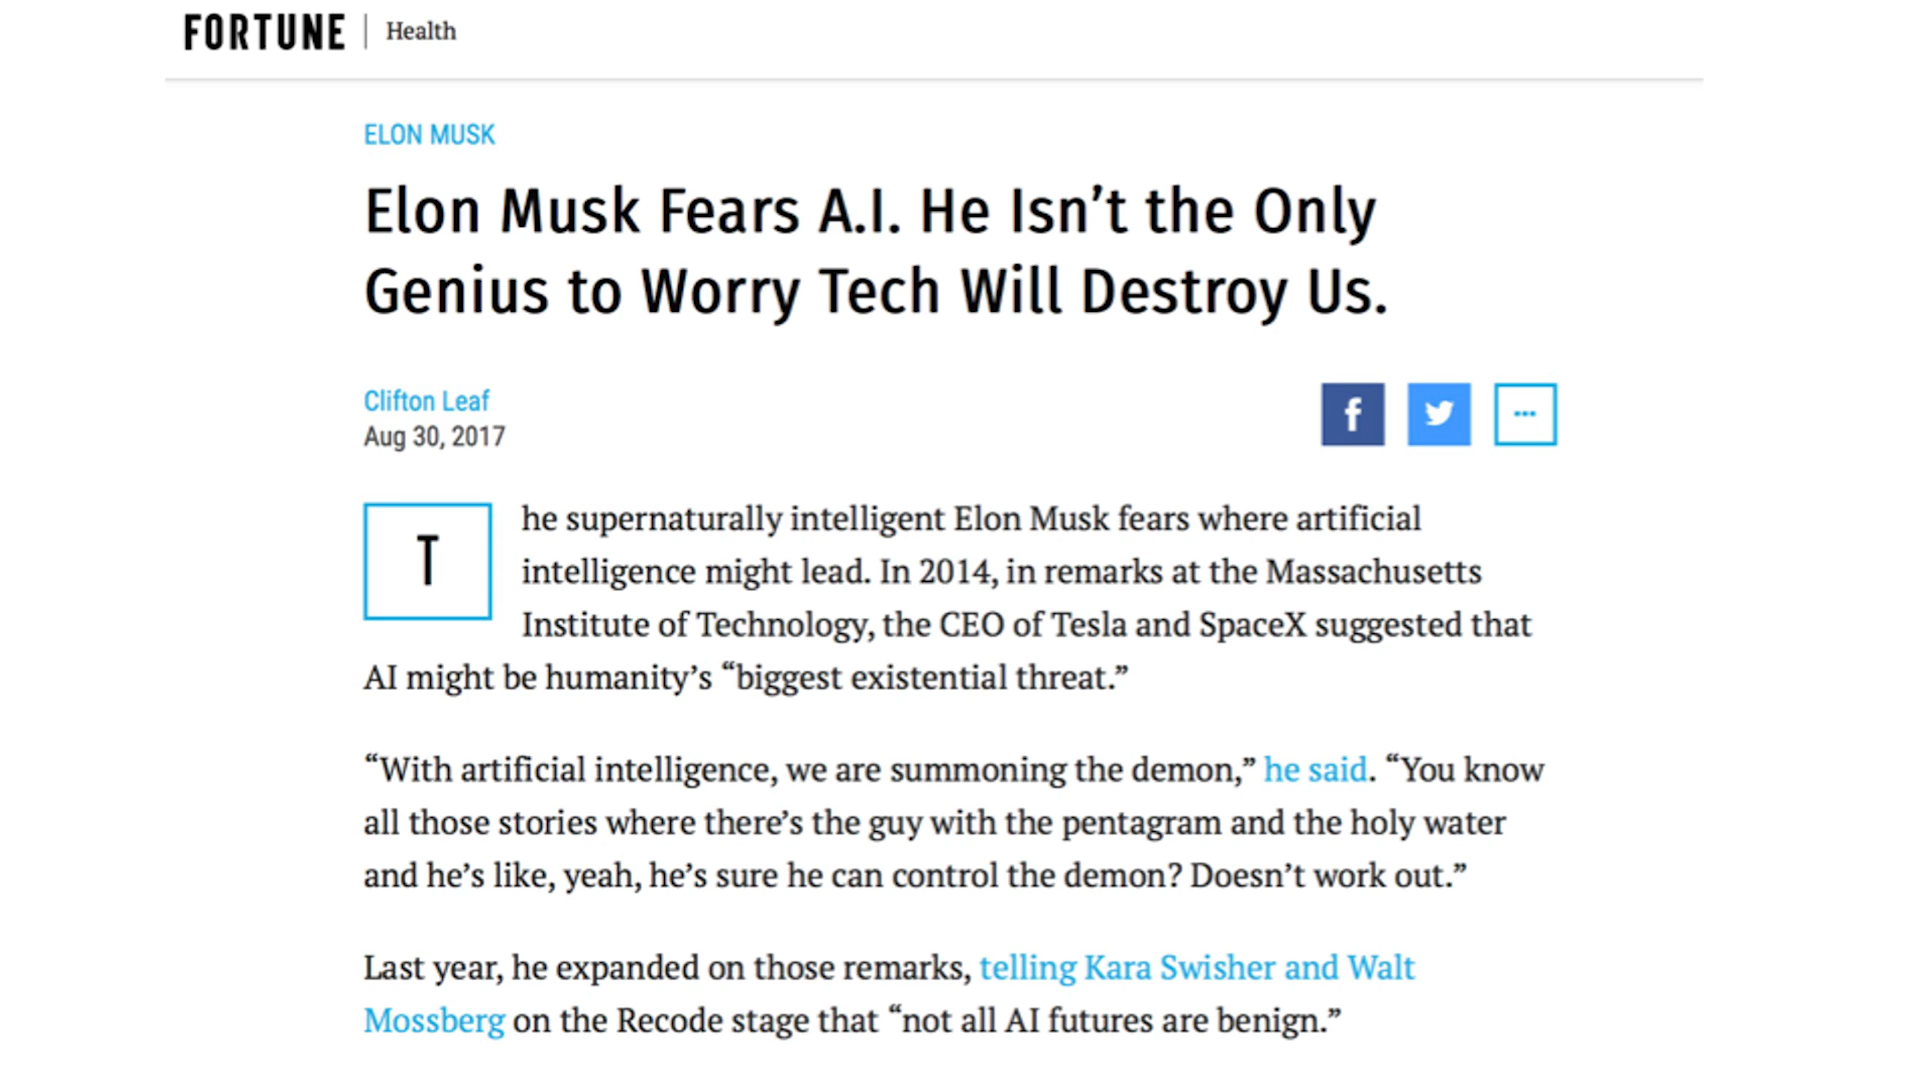 FORTUNE | Health
ELON MUSK
Elon Musk Fears A.I. He Isn’t the Only
Genius to Worry Tech Will Destroy Us.
Clifton Leaf
Aug 30, 2017
The supernaturally intelligent Elon Musk fears where artificial
intelligence might lead. In 2014, in remarks at the Massachusetts
Institute of Technology, the CEO of Tesla and SpaceX suggested that
AI might be humanity’s “biggest existential threat.”
“With artificial intelligence, we are summoning the demon,” he said. “You know
all those stories where there’s the guy with the pentagram and the holy water
and he’s like, yeah, he’s sure he can control the demon? Doesn’t work out.”
Last year, he expanded on those remarks, telling Kara Swisher and Walt
Mossberg on the Recode stage that “not all AI futures are benign.”